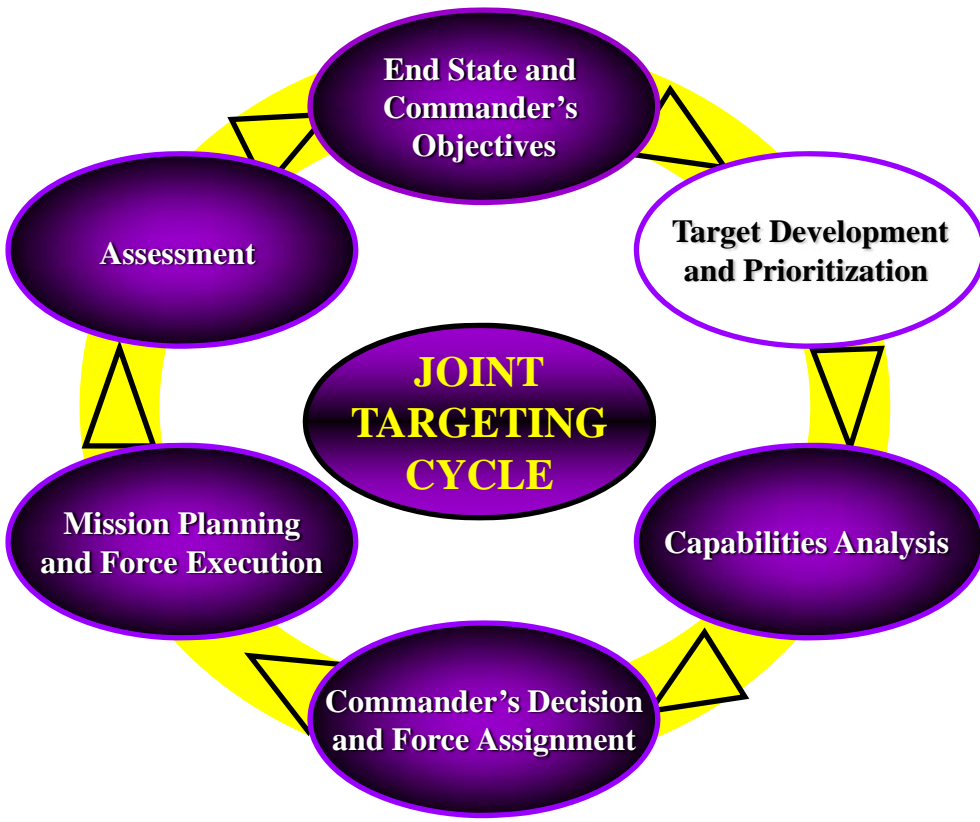 End State and
Commander’s
Objectives
Target Development
and Prioritization
Capabilities Analysis
Commander’s Decision
and Force Assignment
Mission Planning
and Force Execution
Assessment
JOINT
TARGETING
CYCLE